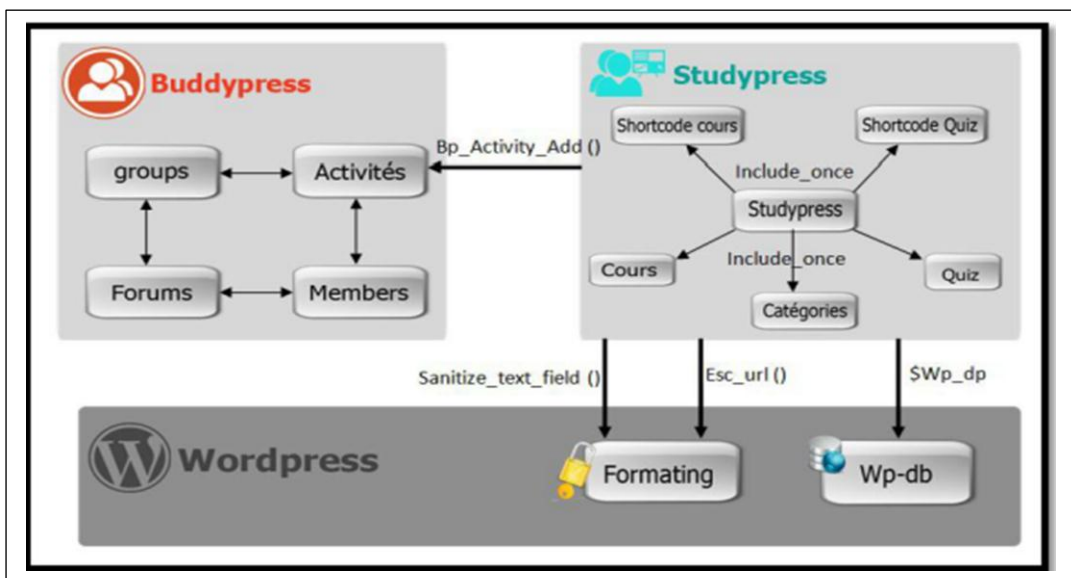 Buddypress
groups
Activités
Forums
Members
Bp_Activity_Add ()
Studypress
Shortcode cours
Shortcode Quiz
Include_once
Studypress
Cours
Include_once
Quiz
Catégories
Sanitize_text_field ()
Esc_url ()
$Wp_dp
Wordpress
Formating
Wp-db